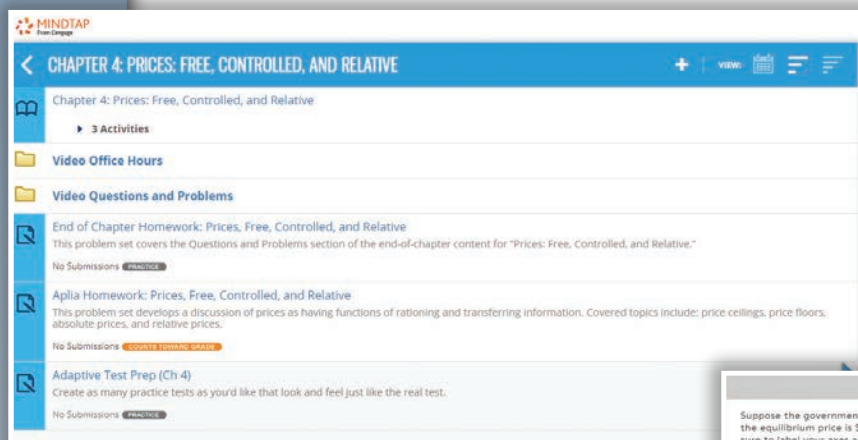 MINDTAP
From Cengage
CHAPTER 4: PRICES: FREE, CONTROLLED, AND RELATIVE
VIEW:
Chapter 4: Prices: Free, Controlled, and Relative
3 Activities
Video Office Hours
Video Questions and Problems
End of Chapter Homework: Prices, Free, Controlled, and Relative
This problem set covers the Questions and Problems section of the end-of-chapter content for "Prices: Free, Controlled, and Relative."
No Submissions PRACTICE
Aplia Homework: Prices, Free, Controlled, and Relative
This problem set develops a discussion of prices as having functions of rationing and transferring information. Covered topics include: price ceilings, price floors,
absolute prices, and relative prices.
No Submissions COUNTS TOWARD GRADE
Adaptive Test Prep (Ch 4)
Create as many practice tests as you'd like that look and feel just like the real test.
No Submissions PRACTICE
Suppose the governmen
the equilibrium price is